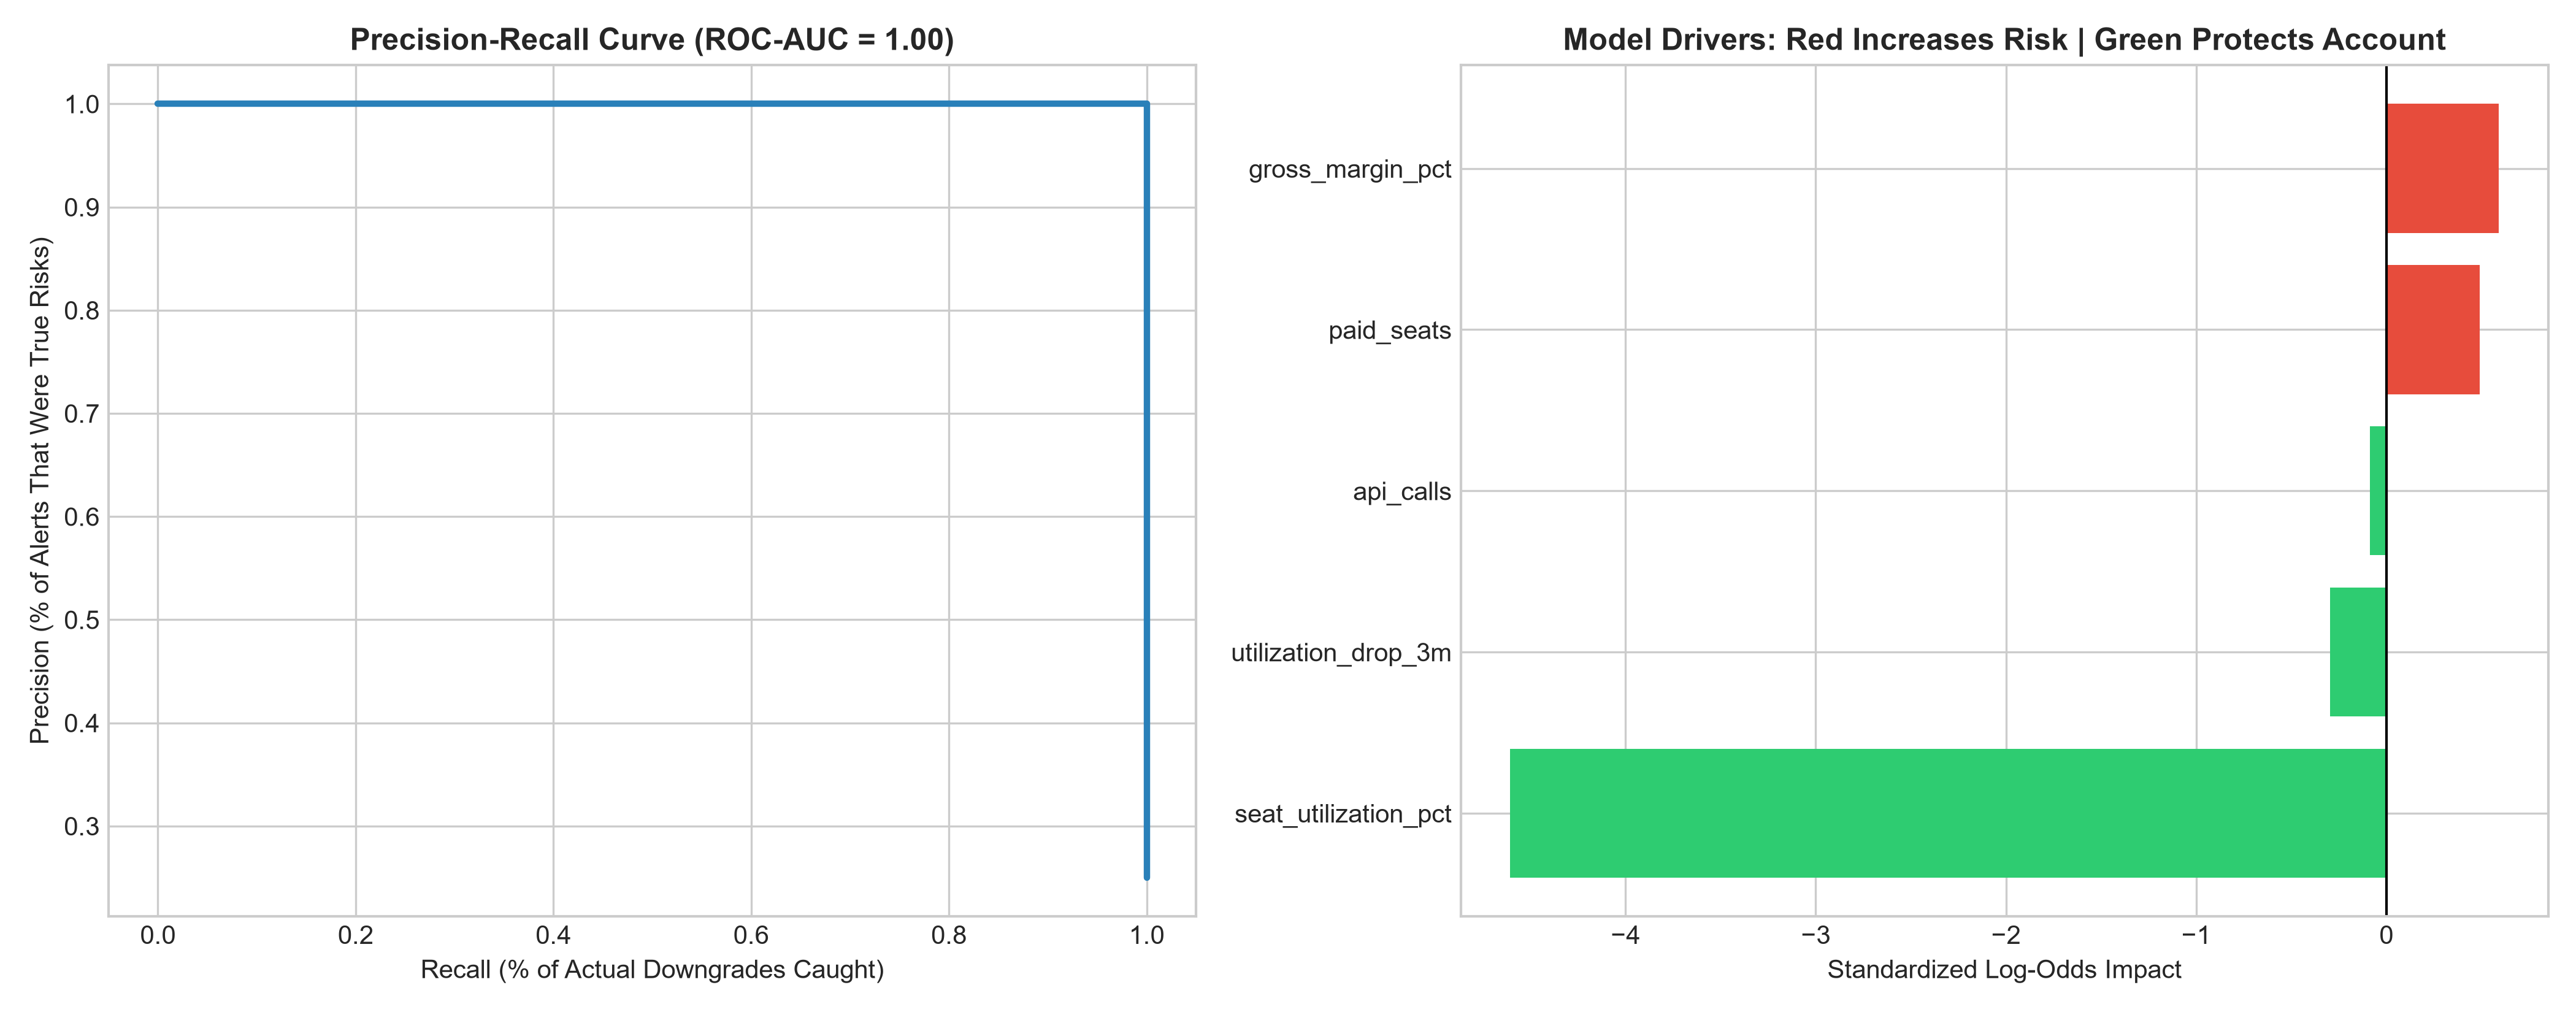 Precision-Recall Curve (ROC-AUC = 1.00)
Precision (% of Alerts That Were True Risks)
1.0
0.9
0.8
0.7
0.6
0.5
0.4
0.3
0.0 0.2 0.4 0.6 0.8 1.0
Recall (% of Actual Downgrades Caught)
Model Drivers: Red Increases Risk | Green Protects Account
gross_margin_pct
paid_seats
api_calls
utilization_drop_3m
seat_utilization_pct
−4 −3 −2 −1 0
Standardized Log-Odds Impact